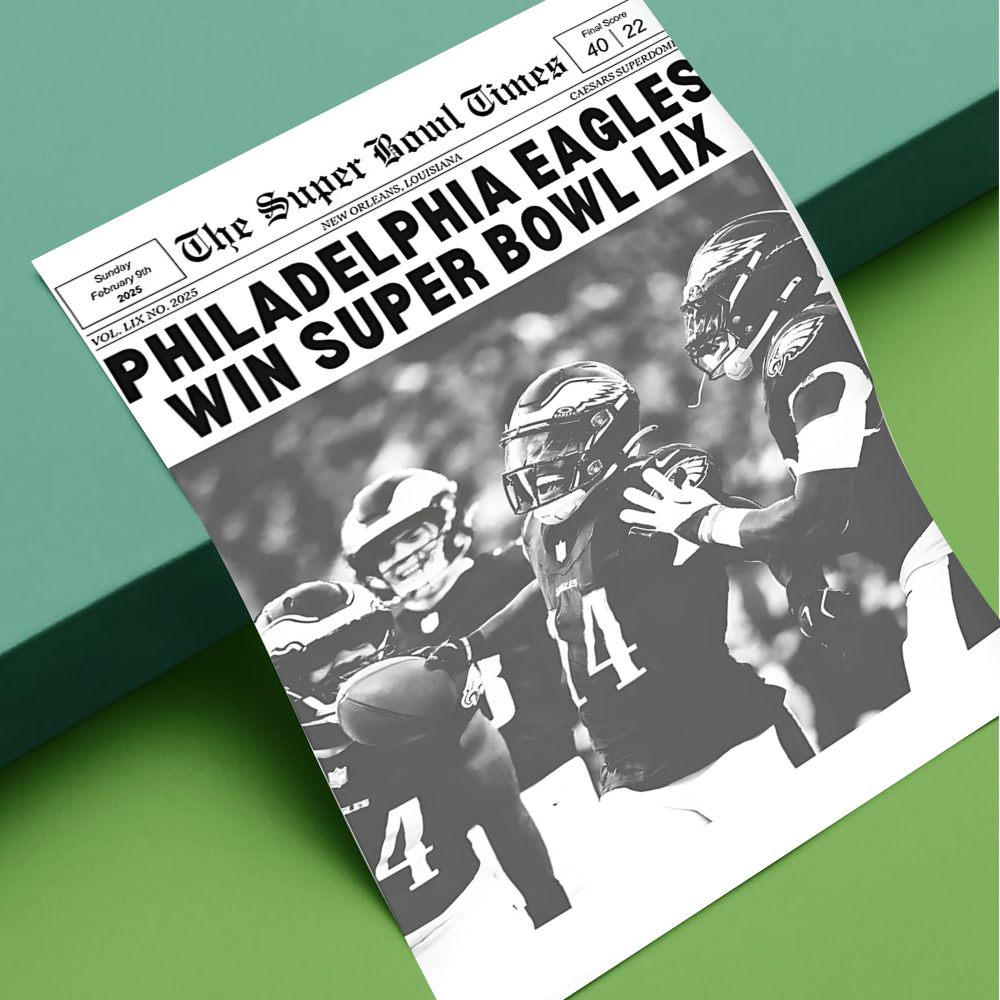 Final Score
40 | 22
The Super Bowl Times
Sunday
February 9th
2025
VOL. LIX NO. 2025
NEW ORLEANS, LOUISIANA
CAESARS SUPERDOME
PHILADELPHIA EAGLES
WIN SUPER BOWL LIX
EAGLES
14
4